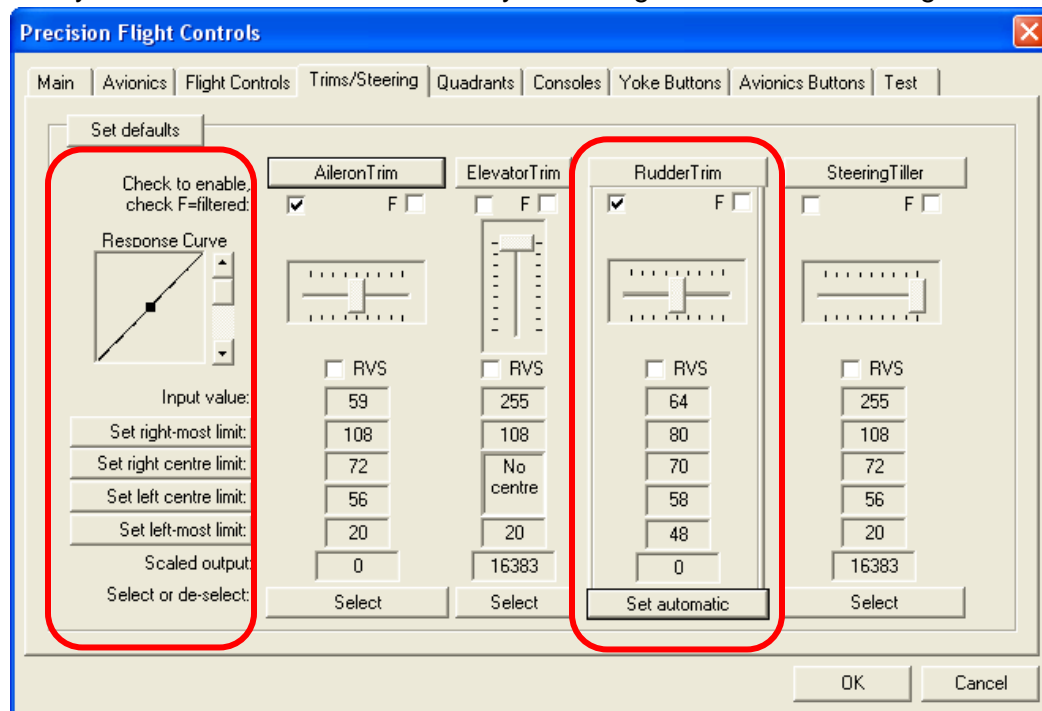 Precision Flight Controls
Main Avionics Flight Controls Trims/Steering Quadrants Consoles Yoke Buttons Avionics Buttons Test
Set defaults
AileronTrim ElevatorTrim RudderTrim SteeringTiller
Check to enable,
check F=filtered: F F F F
Response Curve
RVS RVS RVS RVS
Input value: 59 255 64 255
Set right-most limit: 108 108 80 108
Set right centre limit: 72 No 70 72
centre
Set left centre limit: 56 58 56
Set left-most limit: 20 20 48 20
Scaled output: 0 16383 0 16383
Select or de-select: Select Select Set automatic Select
OK Cancel